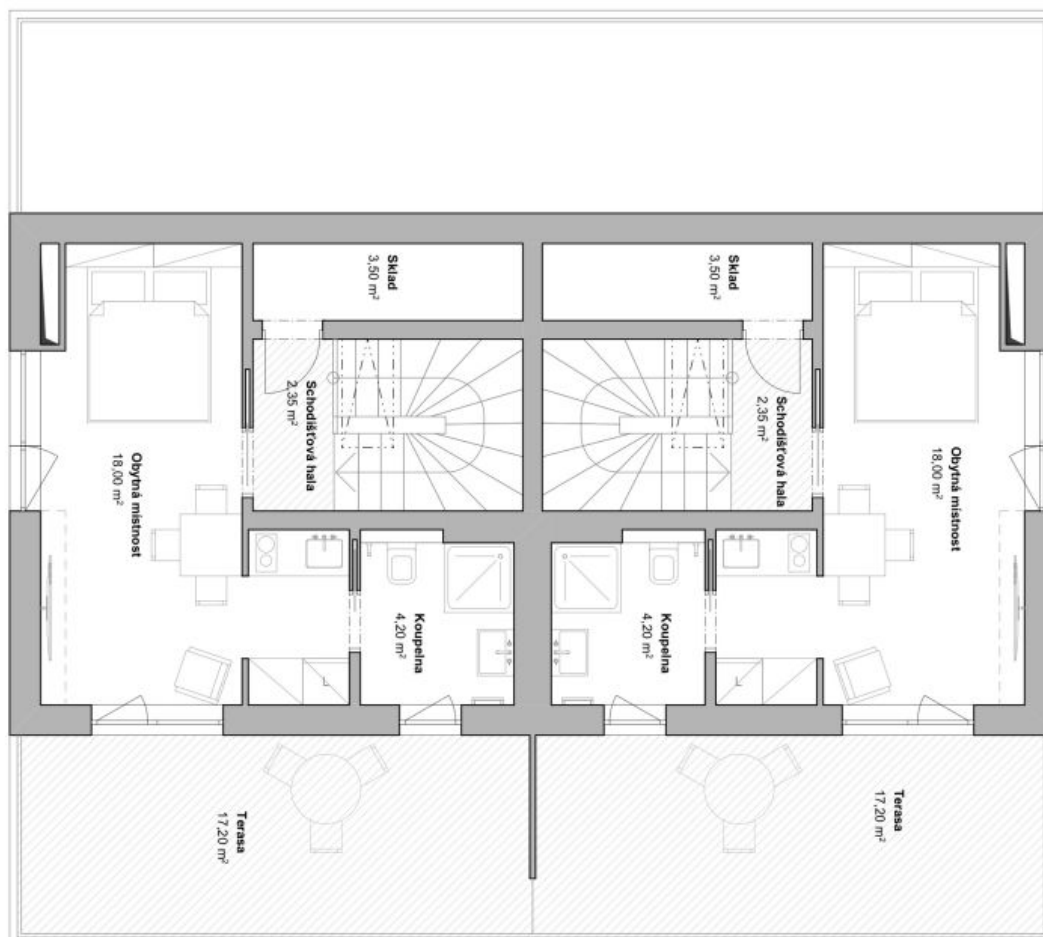 Sklad
3,50 m²
Sklad
3,50 m²
Schodišťová hala
2,35 m²
Schodišťová hala
2,35 m²
Obytná místnost
18,00 m²
Obytná místnost
18,00 m²
Koupelna
4,20 m²
Koupelna
4,20 m²
L
L
Terasa
17,20 m²
Terasa
17,20 m²